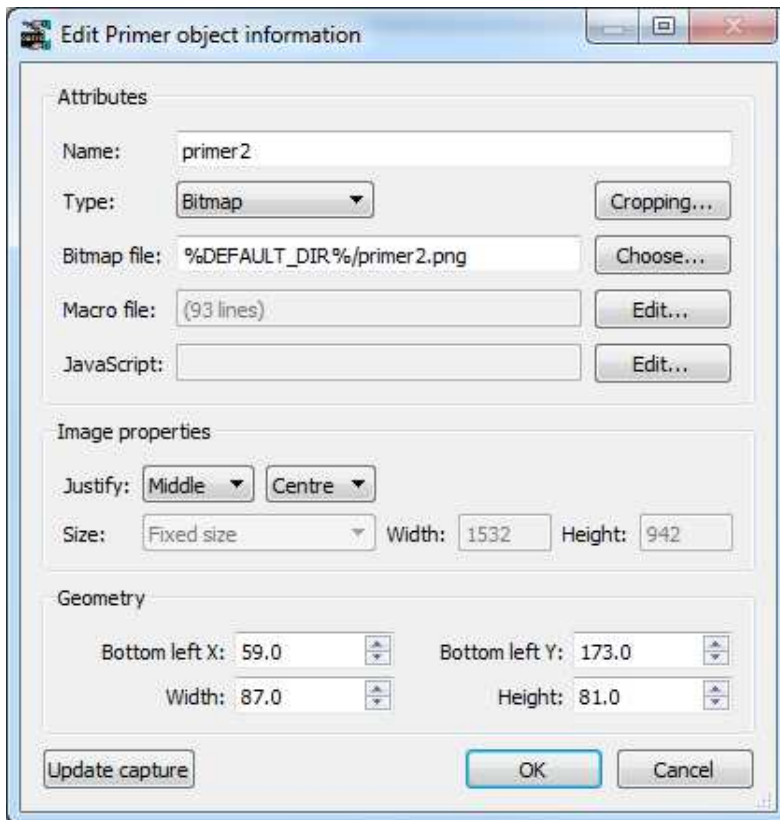 Edit Primer object information
Attributes
Name: primer2
Type: Bitmap Cropping...
Bitmap file: %DEFAULT_DIR%/primer2.png Choose...
Macro file: (93 lines) Edit...
JavaScript: Edit...
Image properties
Justify: Middle Centre
Size: Fixed size Width: 1532 Height: 942
Geometry
Bottom left X: 59.0 Bottom left Y: 173.0
Width: 87.0 Height: 81.0
Update capture OK Cancel